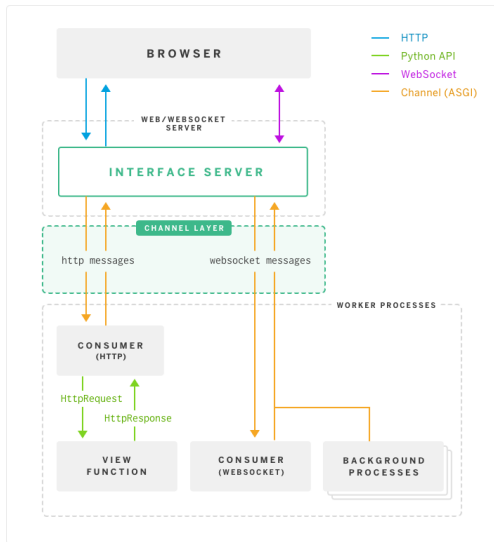 BROWSER
HTTP
Python API
WebSocket
Channel (ASGI)
WEB/WEBSOCKET
SERVER
INTERFACE SERVER
CHANNEL LAYER
http messages
websocket messages
WORKER PROCESSES
CONSUMER
(HTTP)
HttpRequest
HttpResponse
VIEW
FUNCTION
CONSUMER
(WEBSOCKET)
BACKGROUND
PROCESSES